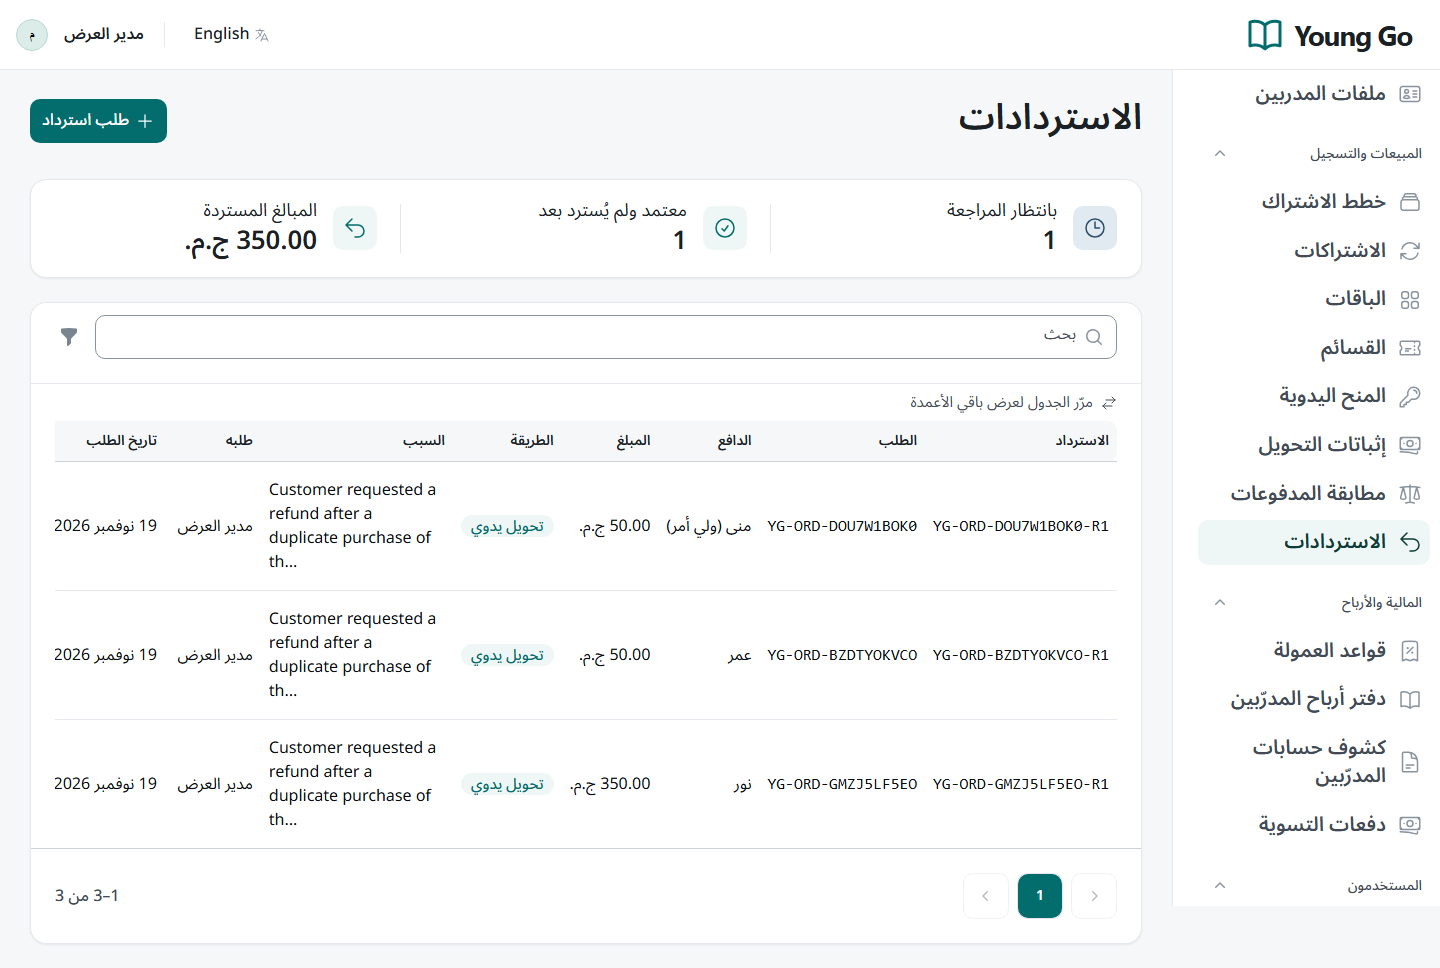 Young Go
English
مدير العرض
م
ملفات المدربين
المبيعات والتسجيل
خطط الاشتراك
الاشتراكات
الباقات
القسائم
المنح اليدوية
إثباتات التحويل
مطابقة المدفوعات
الاستردادات
المالية والأرباح
قواعد العمولة
دفتر أرباح المدرّبين
كشوف حسابات
المدرّبين
دفعات التسوية
المستخدمون
الاستردادات
طلب استرداد
بانتظار المراجعة
1
معتمد ولم يُسترد بعد
1
المبالغ المستردة
350.00 ج.م.
بحث
مرّر الجدول لعرض باقي الأعمدة
الاسترداد الطلب الدافع المبلغ الطريقة السبب طلبه تاريخ الطلب
YG-ORD-DOU7W1BOK0-R1 YG-ORD-DOU7W1BOK0 منى (ولي أمر) 50.00 ج.م. تحويل يدوي
Customer requested a
refund after a
duplicate purchase of
th...
مدير العرض 19 نوفمبر 2026
YG-ORD-BZDTYOKVCO-R1 YG-ORD-BZDTYOKVCO عمر 50.00 ج.م. تحويل يدوي
Customer requested a
refund after a
duplicate purchase of
th...
مدير العرض 19 نوفمبر 2026
YG-ORD-GMZJ5LF5EO-R1 YG-ORD-GMZJ5LF5EO نور 350.00 ج.م. تحويل يدوي
Customer requested a
refund after a
duplicate purchase of
th...
مدير العرض 19 نوفمبر 2026
1
1–3 من 3